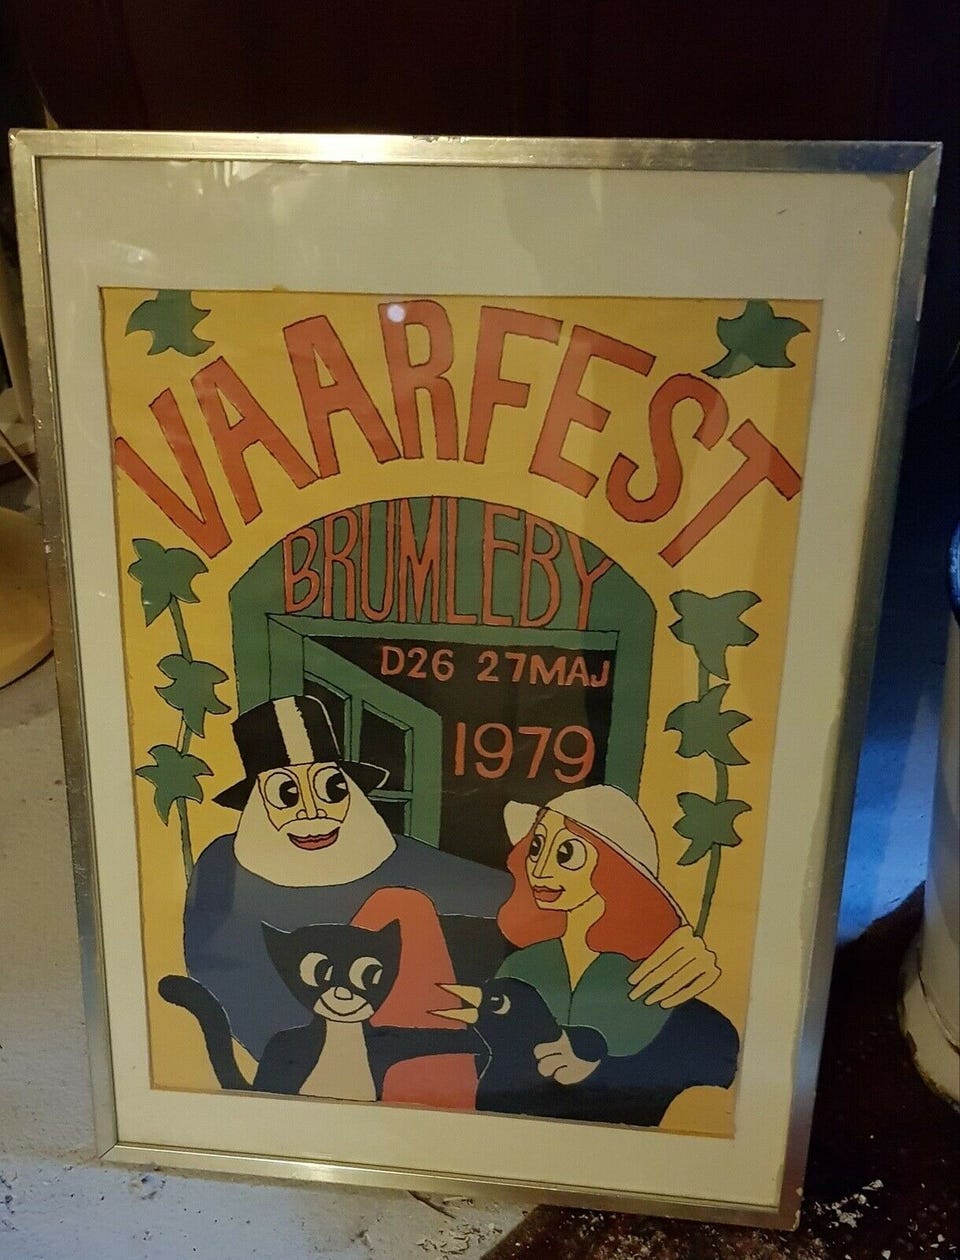 VAARFEST
BRUMLEBY
D26 27MAJ
1979